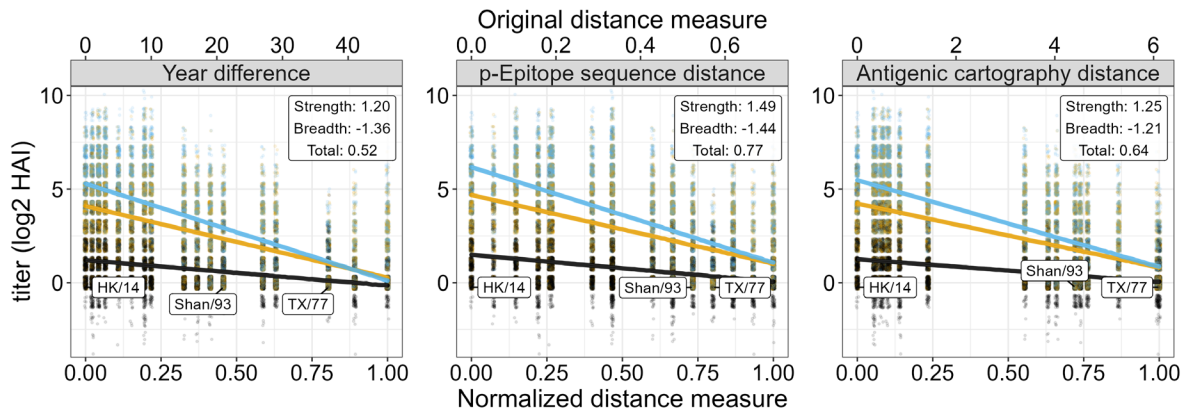 Original distance measure
0 10 20 30 40
0.0 0.2 0.4 0.6
0 2 4 6
Year difference
p-Epitope sequence distance
Antigenic cartography distance
titer (log2 HAI)
10
5
0
Strength: 1.20
Breadth: -1.36
Total: 0.52
HK/14
Shan/93
TX/77
Strength: 1.49
Breadth: -1.44
Total: 0.77
HK/14
Shan/93
TX/77
Strength: 1.25
Breadth: -1.21
Total: 0.64
HK/14
Shan/93
TX/77
0.00 0.25 0.50 0.75 1.00
0.00 0.25 0.50 0.75 1.00
0.00 0.25 0.50 0.75 1.00
Normalized distance measure